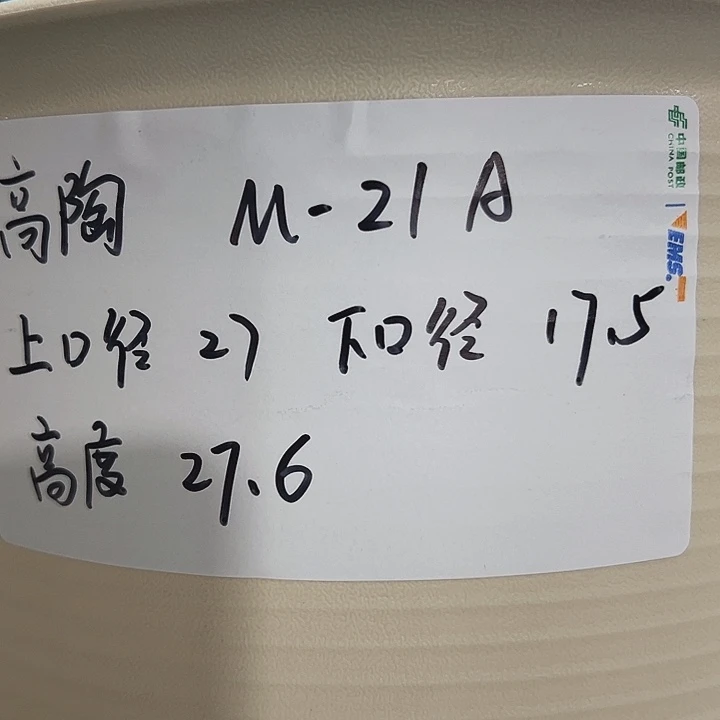 高陶 M-21A
上口径 27 下口径 17.5
高度 27.6
中国邮政
CHINA POST
EMS